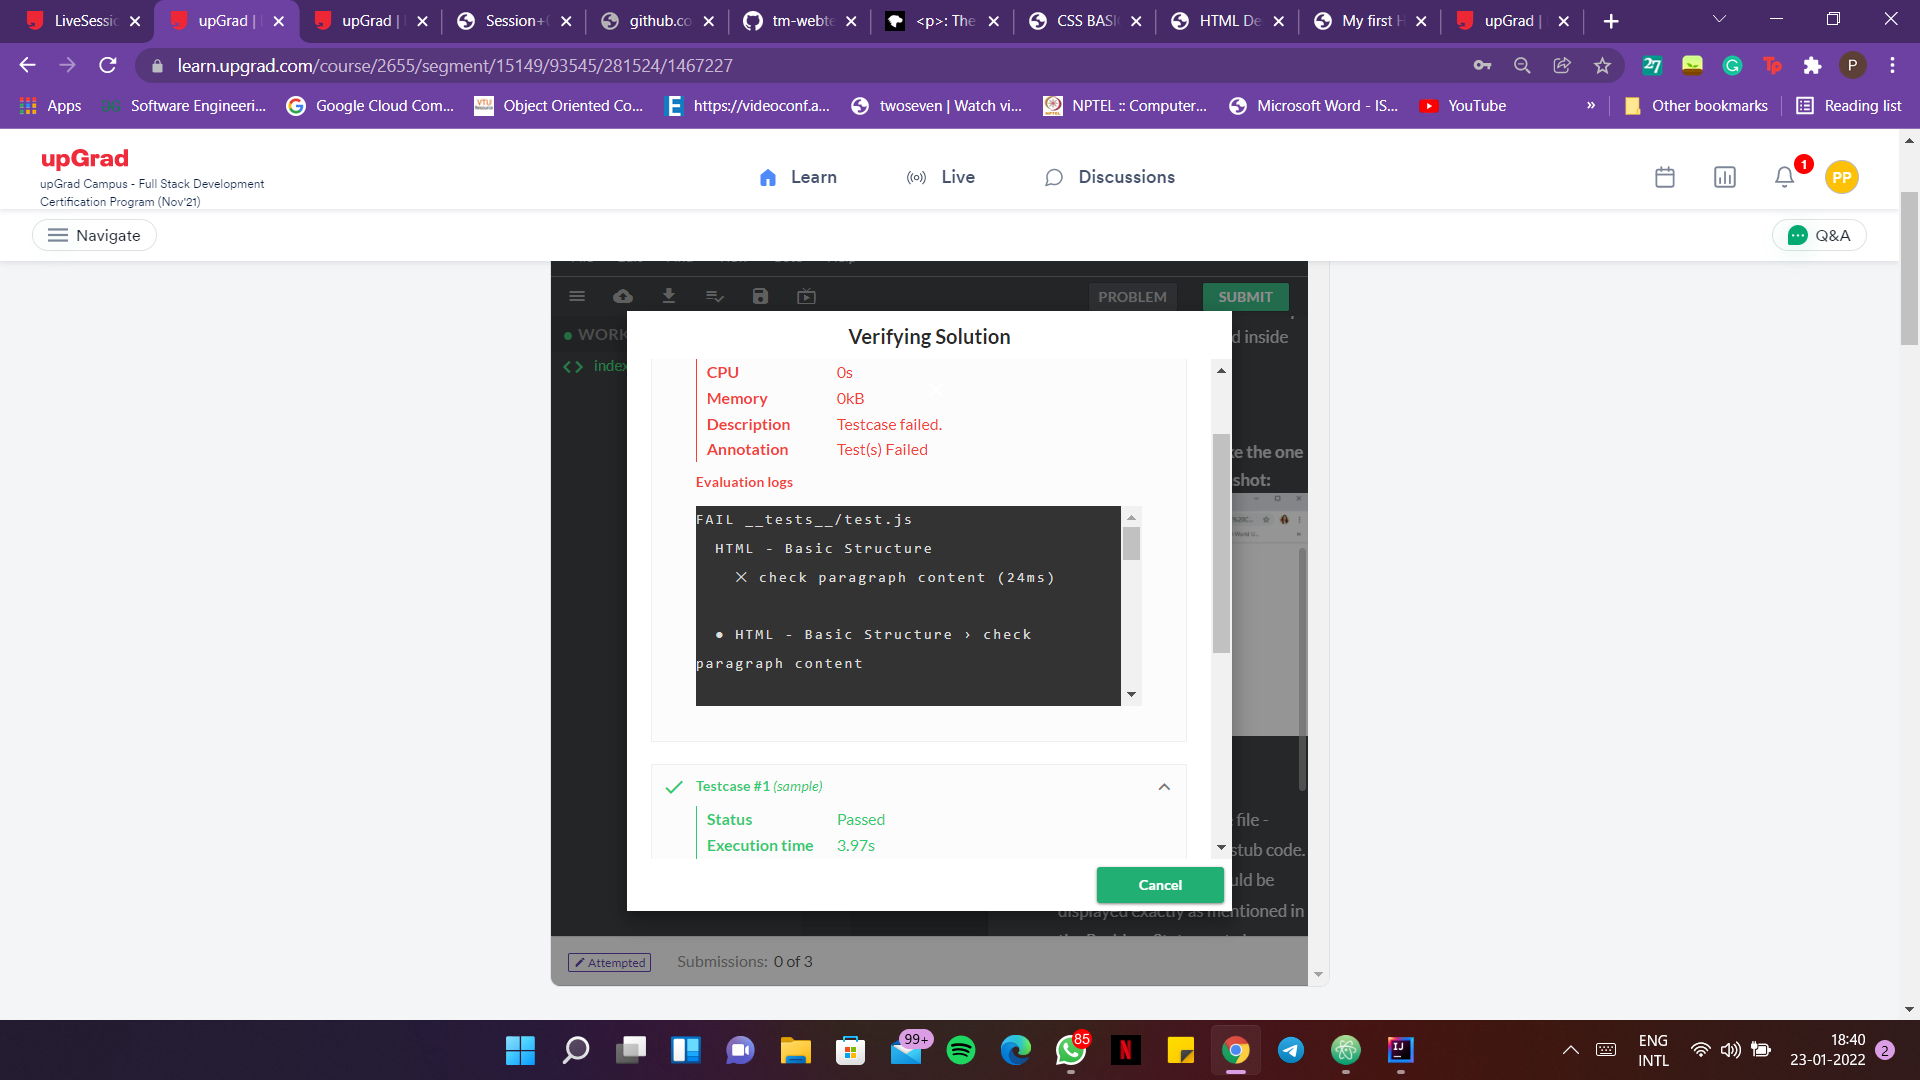 LiveSessic
upGrad |
upGrad |
Session+(
github.co
tm-webte
<p>: The
CSS BASI
HTML De
My first H
upGrad |
learn.upgrad.com/course/2655/segment/15149/93545/281524/1467227
27
Tp
P
Apps
Software Engineeri...
Google Cloud Com...
Object Oriented Co...
https://videoconf.a...
twoseven | Watch vi...
NPTEL :: Computer...
Microsoft Word - IS...
YouTube
»
Other bookmarks
Reading list
upGrad
upGrad Campus - Full Stack Development
Certification Program (Nov'21)
Learn
Live
Discussions
1
PP
Navigate
Q&A
PROBLEM
SUBMIT
WORK
index
d inside
Verifying Solution
CPU 0s
Memory 0kB
Description Testcase failed.
Annotation Test(s) Failed
Evaluation logs
FAIL __tests__/test.js
HTML - Basic Structure
✕ check paragraph content (24ms)
● HTML - Basic Structure › check
paragraph content
Testcase #1 (sample)
Status Passed
Execution time 3.97s
Cancel
ke the one
shot:
file -
stub code.
uld be
displayed exactly as mentioned in
Attempted
Submissions: 0 of 3
99+
85
N
IJ
ENG
INTL
18:40
23-01-2022
2